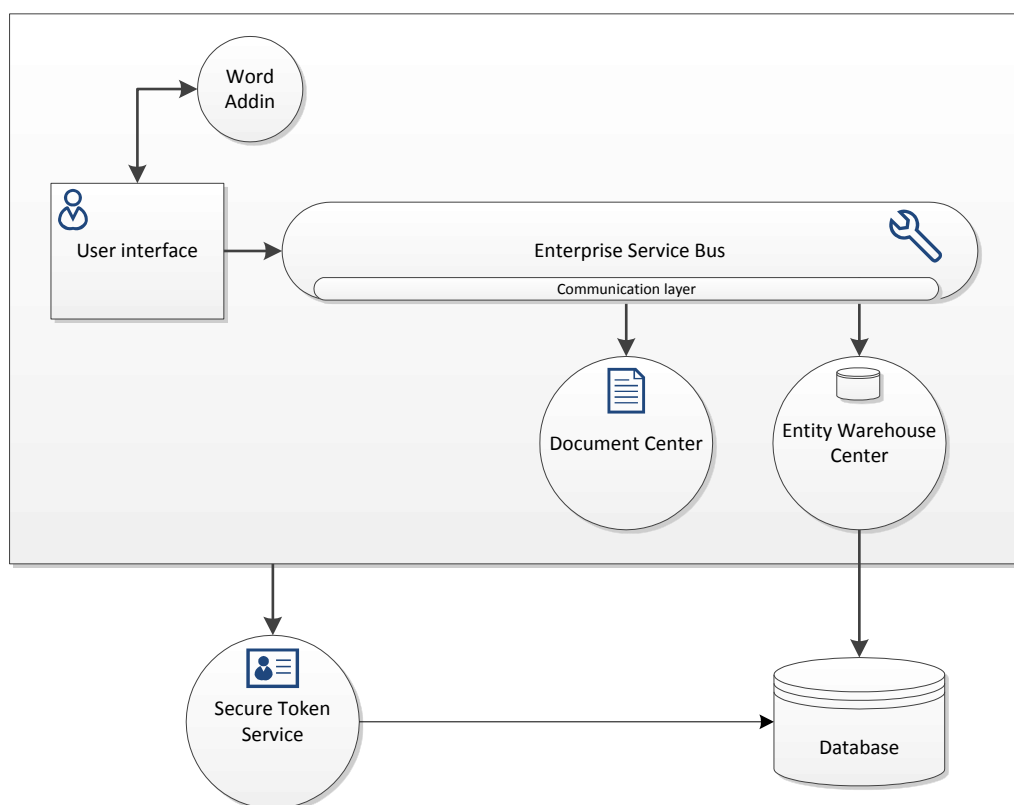 Word
Addin
User interface
Enterprise Service Bus
Communication layer
Document Center
Entity Warehouse
Center
Secure Token
Service
Database